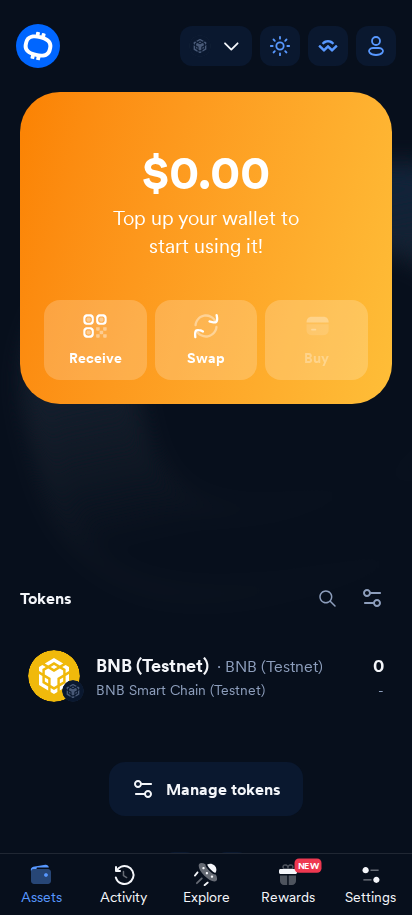 $0.00
Top up your wallet to
start using it!
Receive
Swap
Buy
Tokens
BNB (Testnet) · BNB (Testnet) 0
BNB Smart Chain (Testnet) -
Manage tokens
NEW
Assets
Activity
Explore
Rewards
Settings